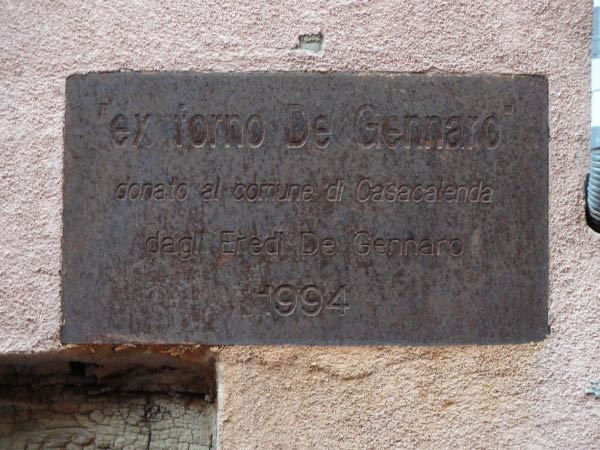 "ex forno De Gennaro"
donato al comune di Casacalenda
dagli Eredi De Gennaro
1994